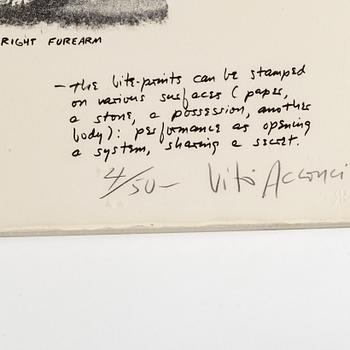 RIGHT FOREARM
– The bite-prints can be stamped
on various surfaces (paper,
a stone, a possession, another
body): performance as opening
a system, sharing a secret.
4/50– Vito Acconci